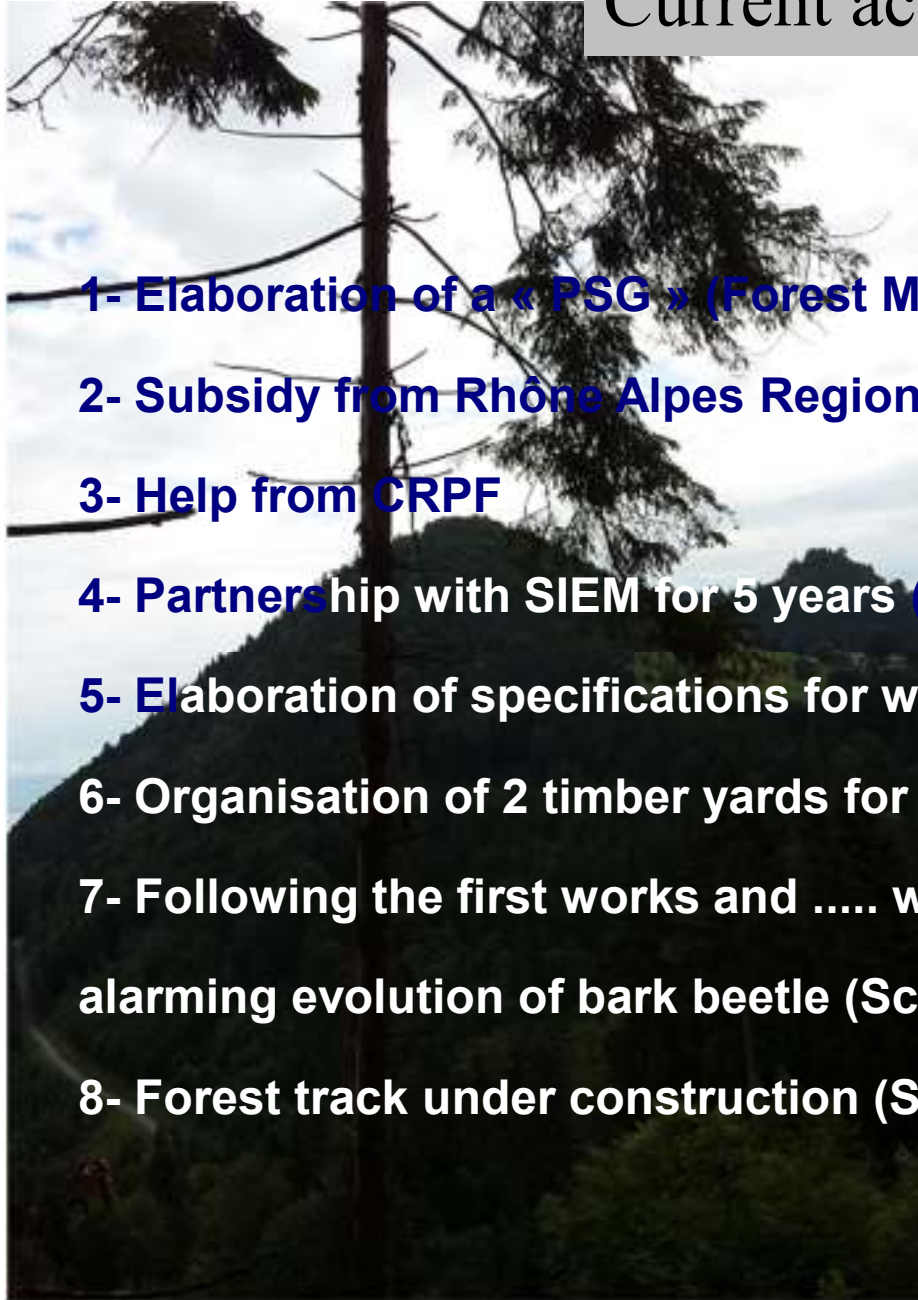 Current ac
1- Elaboration of a « PSG » (Forest M
2- Subsidy from Rhône Alpes Region
3- Help from CRPF
4- Partnership with SIEM for 5 years (
5- Elaboration of specifications for w
6- Organisation of 2 timber yards for
7- Following the first works and ..... w
alarming evolution of bark beetle (Sc
8- Forest track under construction (S